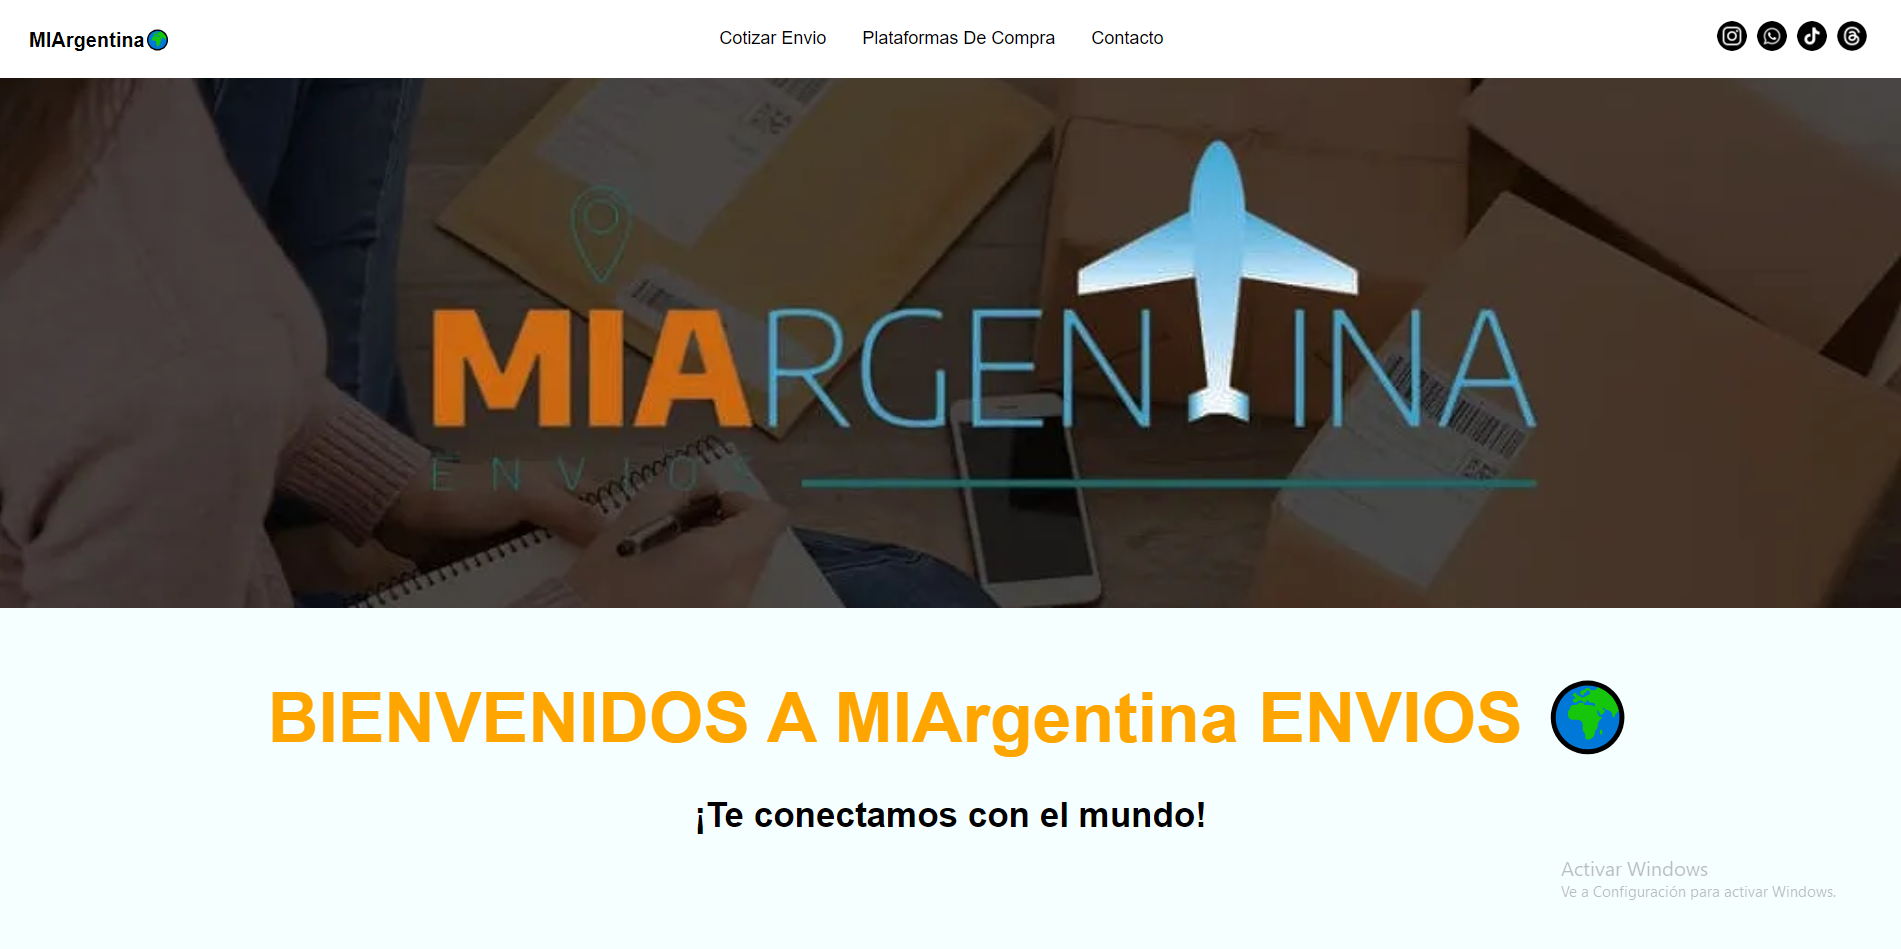 MIArgentina
Cotizar Envio
Plataformas De Compra
Contacto
MIARGENTINA
ENVIOS
BIENVENIDOS A MIArgentina ENVIOS
¡Te conectamos con el mundo!
Activar Windows
Ve a Configuración para activar Windows.